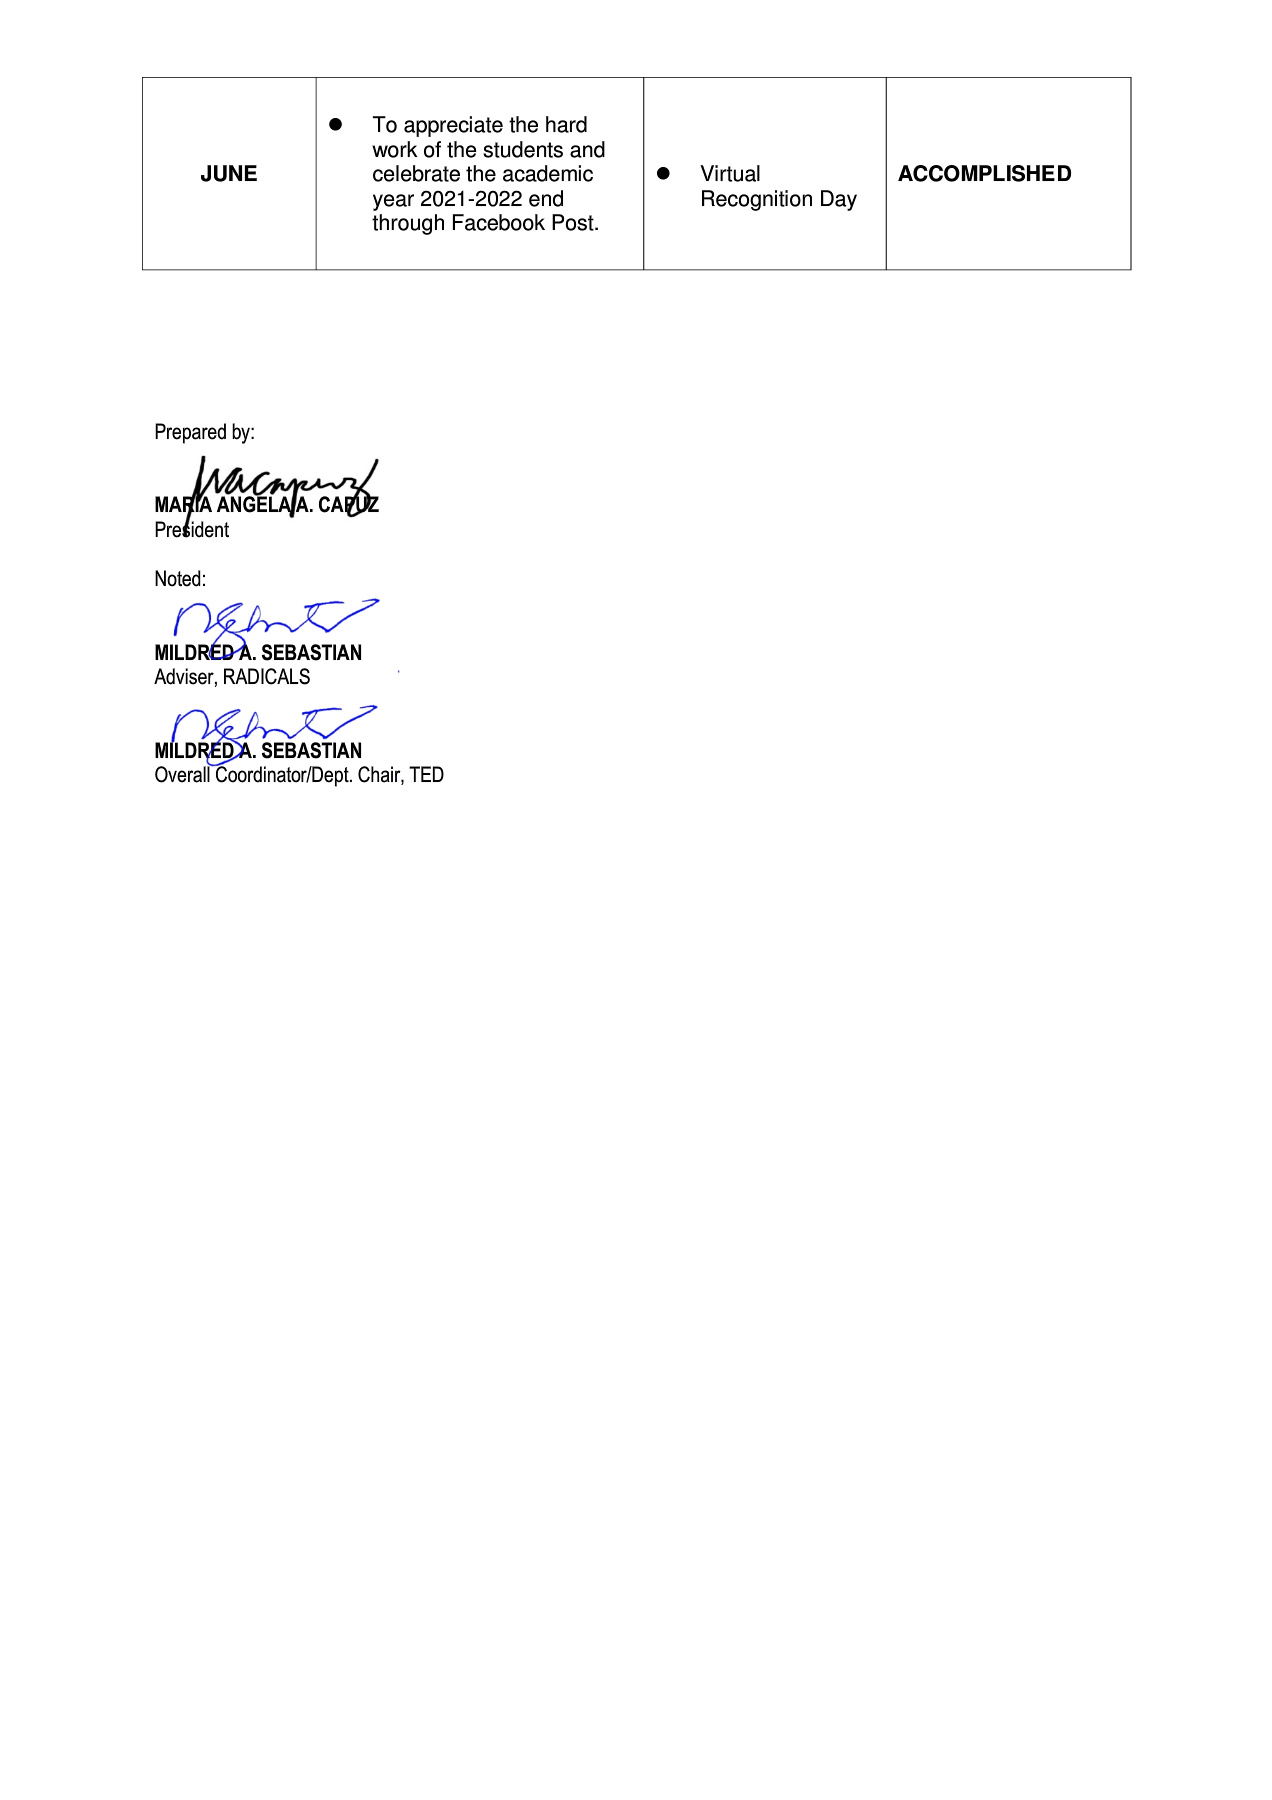 JUNE
● To appreciate the hard
work of the students and
celebrate the academic
year 2021-2022 end
through Facebook Post.
● Virtual
Recognition Day
ACCOMPLISHED
Prepared by:
MARIA ANGELA A. CAPUZ
President
Noted:
MILDRED A. SEBASTIAN
Adviser, RADICALS
MILDRED A. SEBASTIAN
Overall Coordinator/Dept. Chair, TED